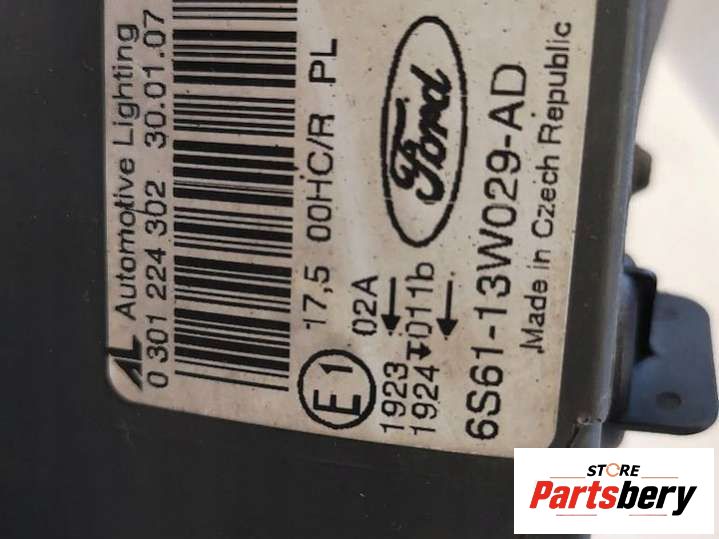 AL Automotive Lighting
0 301 224 302 30.01.07
17,5 00HC/R PL
E1
02A
1923
1924 011b
Ford
6S61-13W029-AD
Made in Czech Republic
STORE
Partsbery